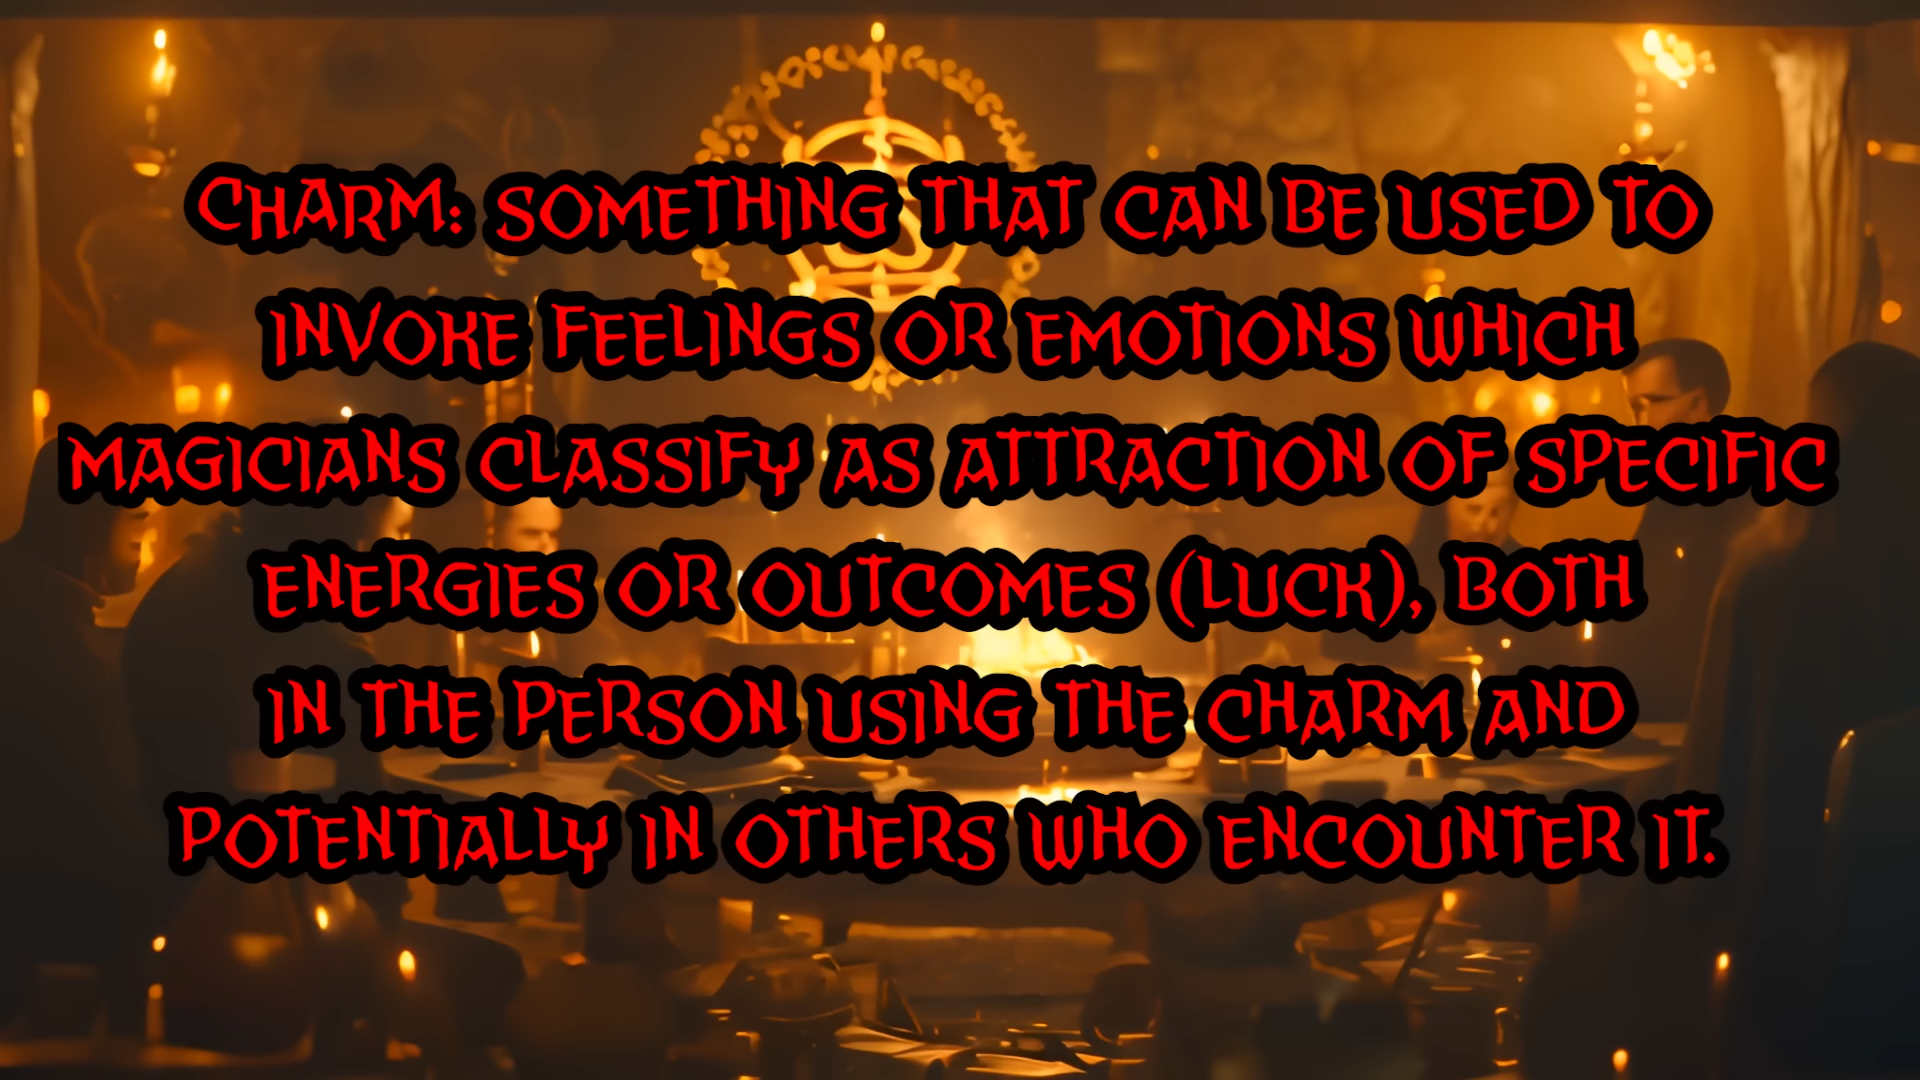 CHARM: SOMETHING THAT CAN BE USED TO
INVOKE FEELINGS OR EMOTIONS WHICH
MAGICIANS CLASSIFY AS ATTRACTION OF SPECIFIC
ENERGIES OR OUTCOMES (LUCK), BOTH
IN THE PERSON USING THE CHARM AND
POTENTIALLY IN OTHERS WHO ENCOUNTER IT.